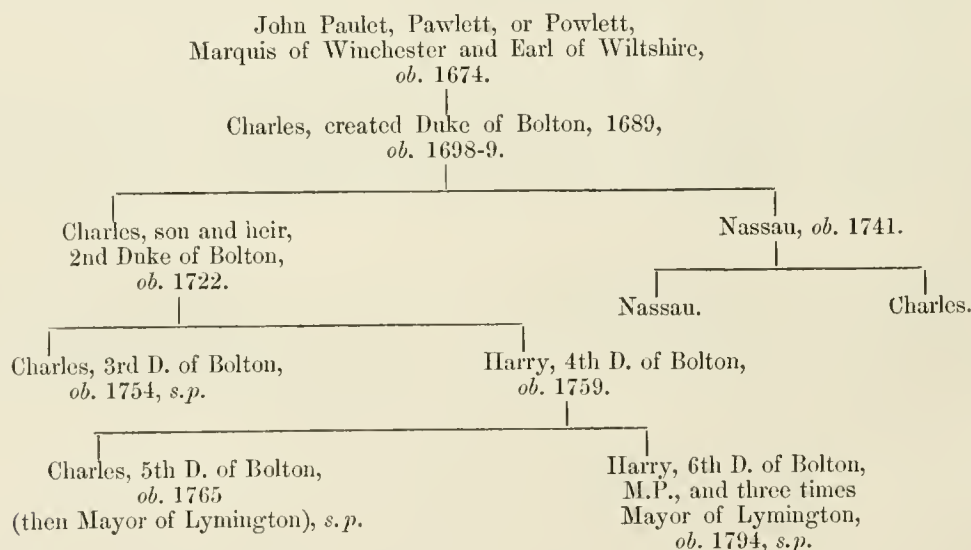 John Paulet, Pawlett, or Powlett,
Marquis of Winchester and Earl of Wiltshire,
ob. 1674.
Charles, created Duke of Bolton, 1689,
ob. 1698-9.
Charles, son and heir,
2nd Duke of Bolton,
ob. 1722.
Nassau, ob. 1741.
Nassau.
Charles.
Charles, 3rd D. of Bolton,
ob. 1754, s.p.
Harry, 4th D. of Bolton,
ob. 1759.
Charles, 5th D. of Bolton,
ob. 1765
(then Mayor of Lymington), s.p.
Harry, 6th D. of Bolton,
M.P., and three times
Mayor of Lymington,
ob. 1794, s.p.